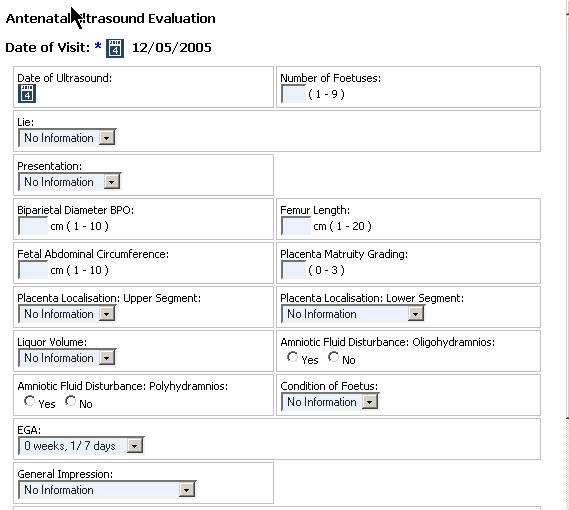 Antenatal Ultrasound Evaluation
Date of Visit: * 4 12/05/2005
Date of Ultrasound:
4
Number of Foetuses:
( 1 - 9 )
Lie:
No Information
Presentation:
No Information
Biparietal Diameter BPO:
cm ( 1 - 10 )
Femur Length:
cm ( 1 - 20 )
Fetal Abdominal Circumference:
cm ( 1 - 10 )
Placenta Matruity Grading:
( 0 - 3 )
Placenta Localisation: Upper Segment:
No Information
Placenta Localisation: Lower Segment:
No Information
Liquor Volume:
No Information
Amniotic Fluid Disturbance: Oligohydramnios:
Yes No
Amniotic Fluid Disturbance: Polyhydramnios:
Yes No
Condition of Foetus:
No Information
EGA:
0 weeks, 1/ 7 days
General Impression:
No Information